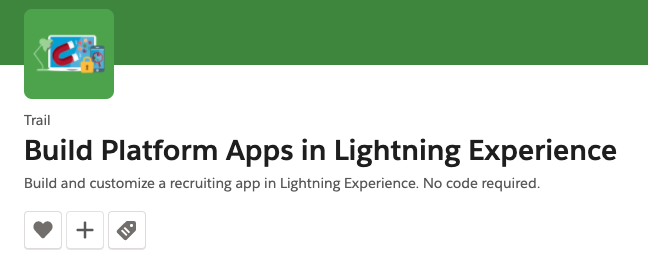 Trail
Build Platform Apps in Lightning Experience
Build and customize a recruiting app in Lightning Experience. No code required.